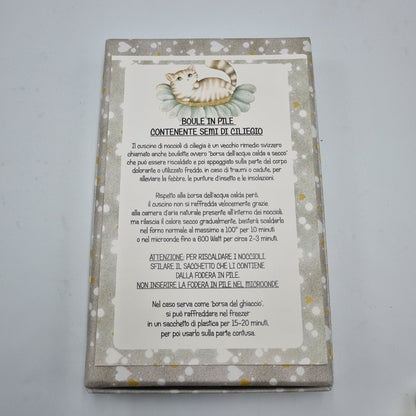 BOULE IN PILE
CONTENENTE SEMI DI CILIEGIO
Il cuscino di noccioli di ciliegia è un vecchio rimedio svizzero
chiamato anche boulotte ovvero "borsa dell'acqua calda a secco"
che può essere riscaldato e poi appoggiato sulla parte del corpo
dolorante o utilizzato freddo, in caso di traumi o cadute, per
alleviare la febbre, le punture d'insetto e le insolazioni.
Rispetto alla borsa dell'acqua calda però,
il cuscino non si raffredda velocemente grazie
alla camera d'aria naturale presente all'interno dei noccioli,
ma rilascia il calore secco gradualmente, basterà scaldarlo
nel forno normale al massimo a 100° per 10 minuti
o nel microonde fino a 600 Watt per circa 2-3 minuti.
ATTENZIONE: PER RISCALDARE I NOCCIOLI,
SFILARE IL SACCHETTO CHE LI CONTIENE
DALLA FODERA IN PILE.
NON INSERIRE LA FODERA IN PILE NEL MICROONDE
Nel caso serva come "borsa del ghiaccio",
si può raffreddare nel freezer
in un sacchetto di plastica per 15-20 minuti,
per poi usarlo sulla parte contusa.